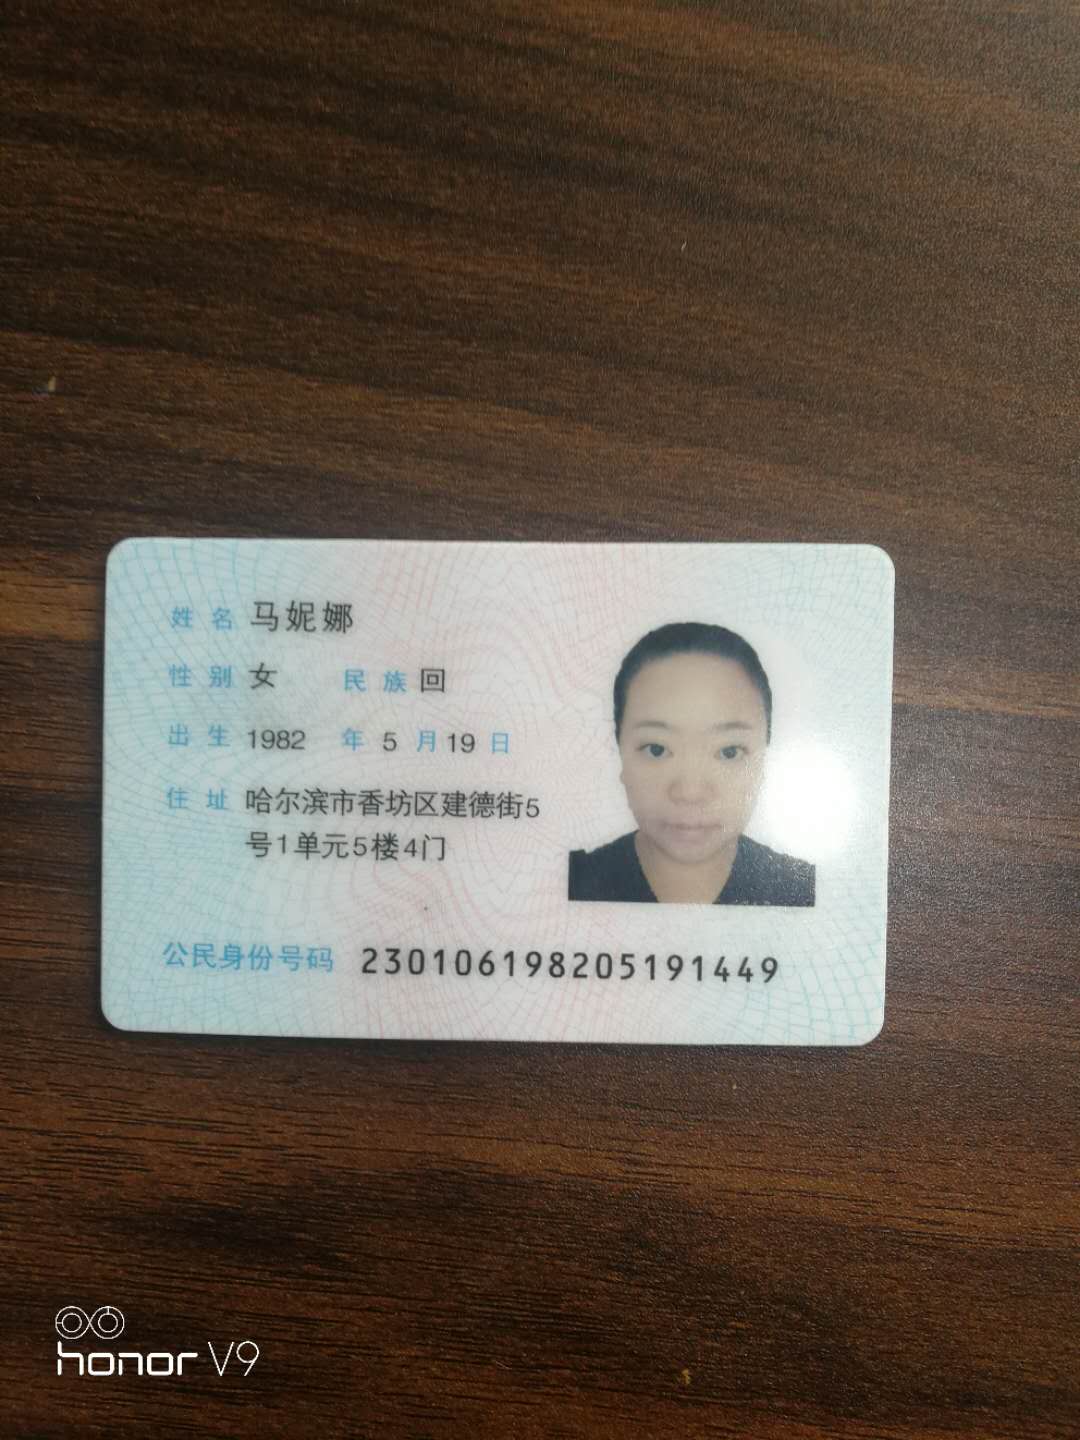 姓名 马妮娜
性别 女 民族 回
出生 1982 年 5 月 19 日
住址 哈尔滨市香坊区建德街5
号1单元5楼4门
公民身份号码 230106198205191449
honor V9